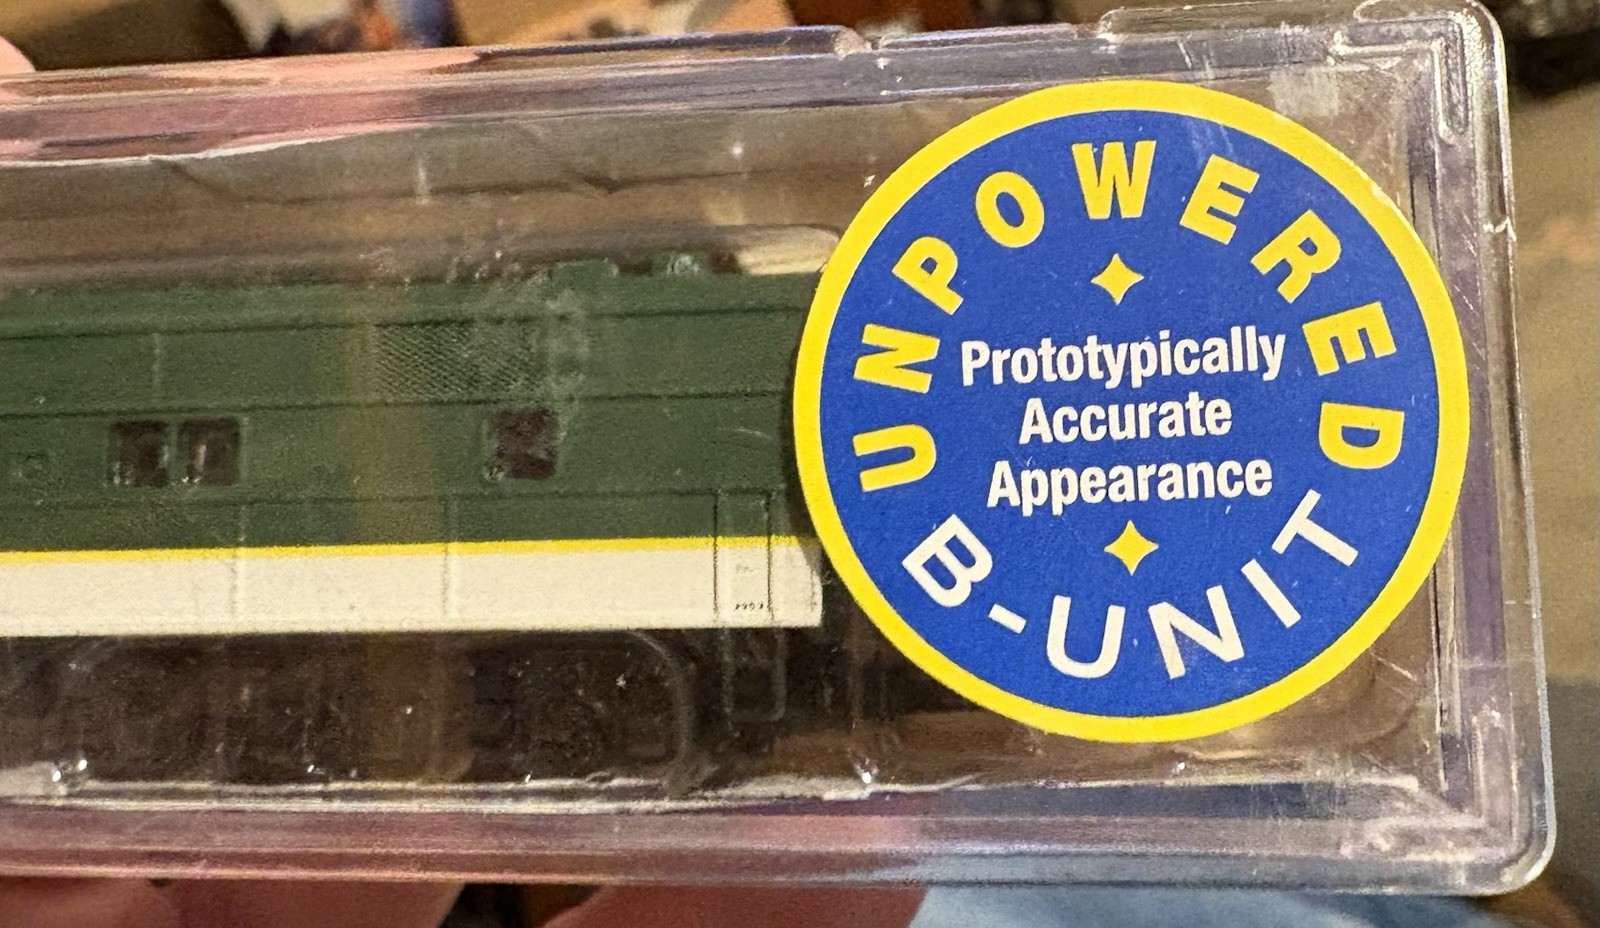 UNPOWERED
Prototypically
Accurate
Appearance
B-UNIT